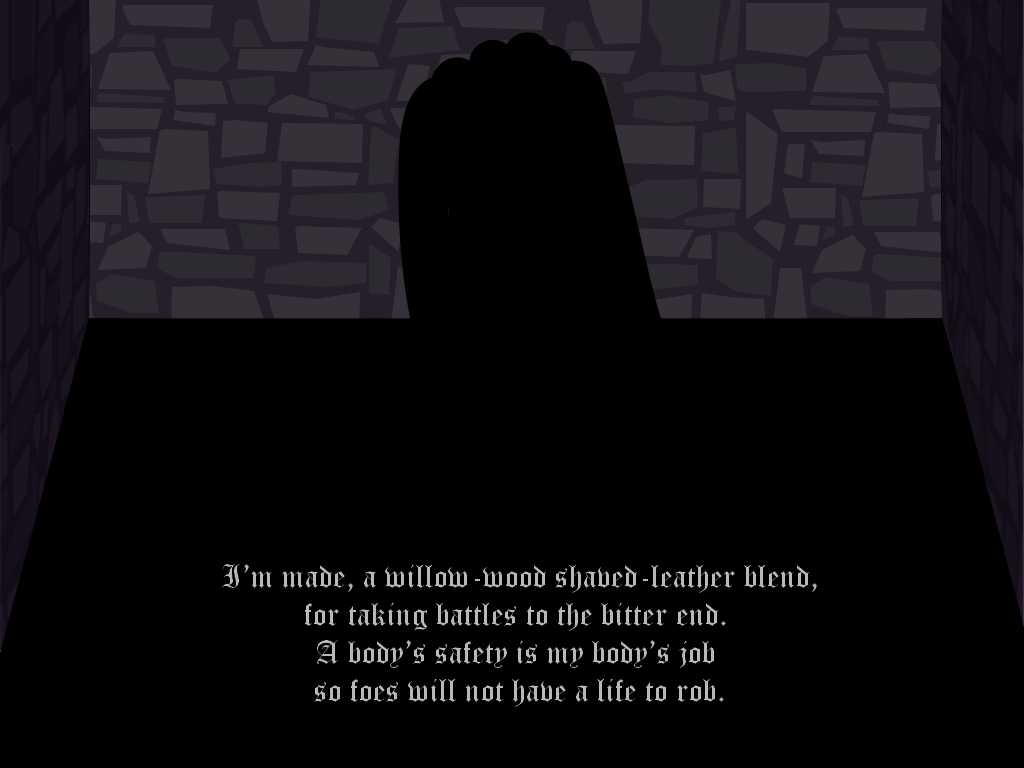 I'm made, a willow-wood shaved-leather blend,
for taking battles to the bitter end.
A body's safety is my body's job
so foes will not have a life to rob.